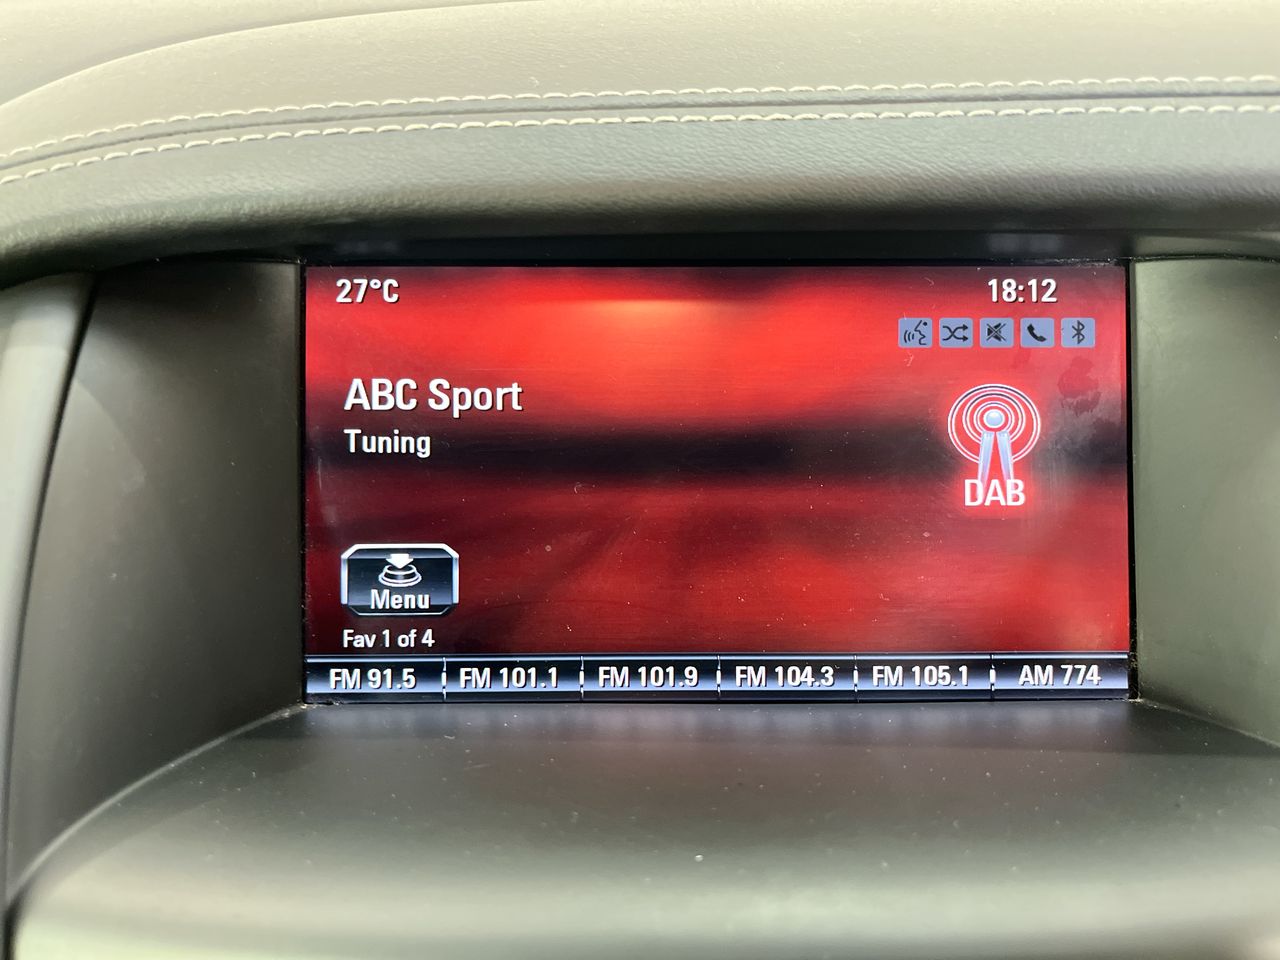 27°C
18:12
ABC Sport
Tuning
DAB
Menu
Fav 1 of 4
FM 91.5 FM 101.1 FM 101.9 FM 104.3 FM 105.1 AM 774